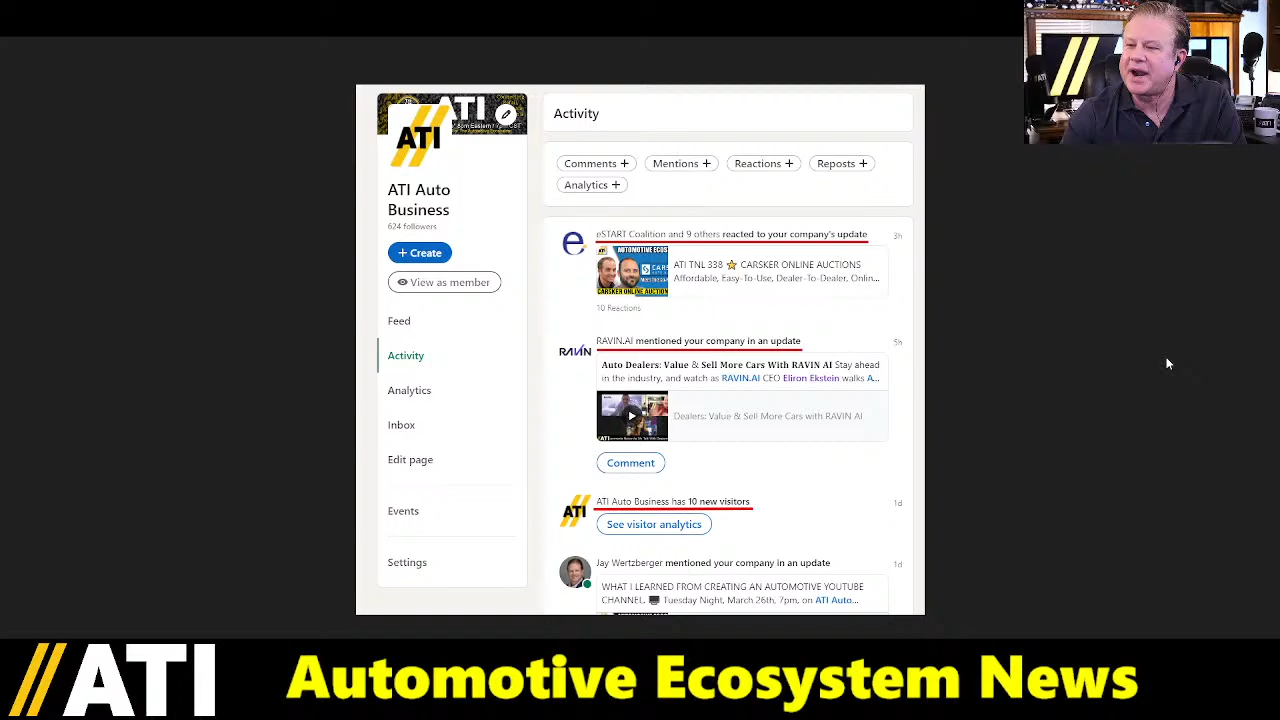 ATI
ATI
Activity
Comments +
Mentions +
Reactions +
Reposts +
Analytics +
ATI Auto
Business
624 followers
+ Create
View as member
Feed
Activity
Analytics
Inbox
Edit page
Events
Settings
eSTART Coalition and 9 others reacted to your company's update
3h
AUTOMOTIVE ECOS
ATI TNL 338 ⭐ CARSKER ONLINE AUCTIONS
Affordable, Easy-To-Use, Dealer-To-Dealer, Onlin...
CARSKER ONLINE AUCTION
10 Reactions
RAVIN
RAVIN.AI mentioned your company in an update
5h
Auto Dealers: Value & Sell More Cars With RAVIN AI Stay ahead
in the industry, and watch as RAVIN.AI CEO Eliron Ekstein walks A...
Dealers: Value & Sell More Cars with RAVIN AI
Comment
ATI
ATI Auto Business has 10 new visitors
1d
See visitor analytics
Jay Wertzberger mentioned your company in an update
1d
WHAT I LEARNED FROM CREATING AN AUTOMOTIVE YOUTUBE
CHANNEL. 🖥️ Tuesday Night, March 26th, 7pm, on ATI Auto...
//ATI Automotive Ecosystem News